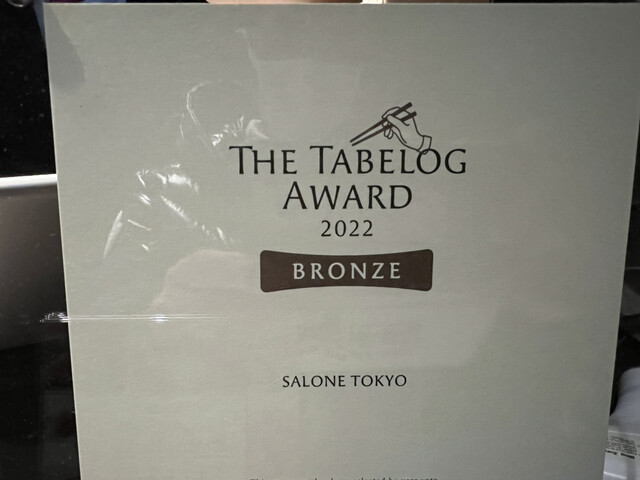 THE TABELOG
AWARD
2022
BRONZE
SALONE TOKYO